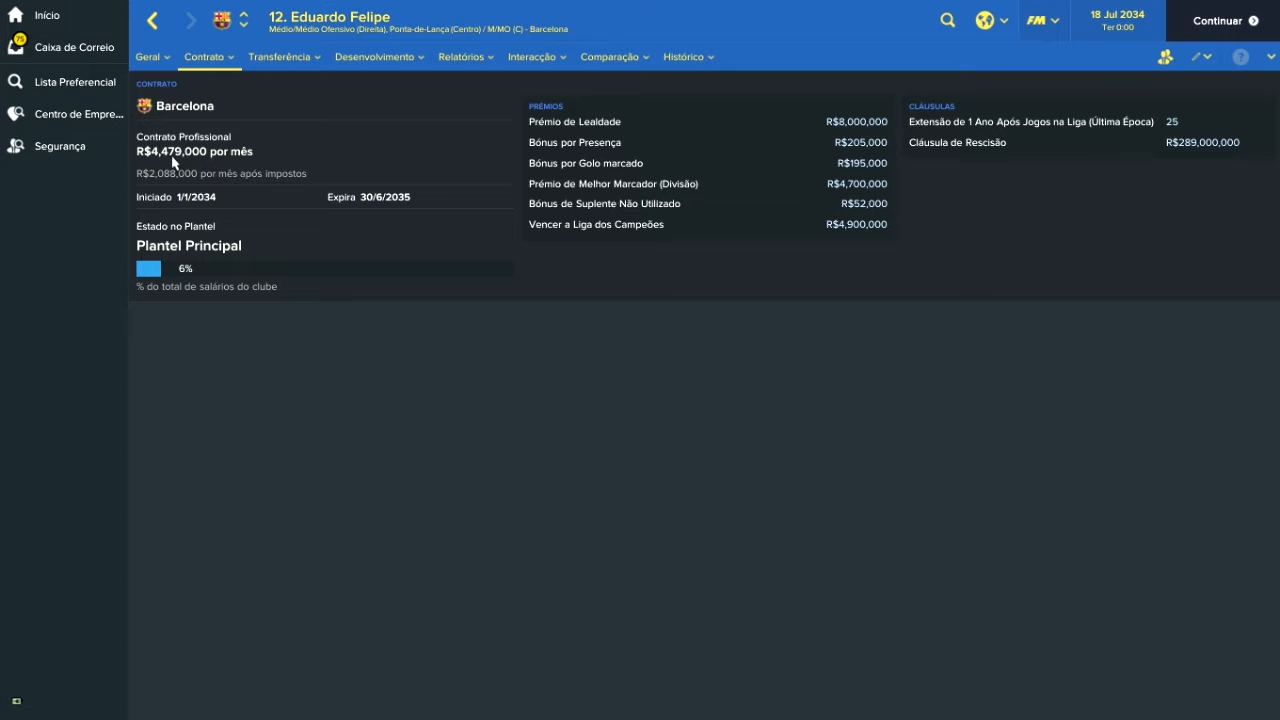 Início
75
Caixa de Correio
Lista Preferencial
Centro de Empre...
Segurança
12. Eduardo Felipe
Médio/Médio Ofensivo (Direita), Ponta-de-Lança (Centro) / M/MO (C) - Barcelona
FM
18 Jul 2034
Ter 0:00
Continuar
Geral
Contrato
Transferência
Desenvolvimento
Relatórios
Interacção
Comparação
Histórico
?
CONTRATO
Barcelona
Contrato Profissional
R$4,479,000 por mês
R$2,088,000 por mês após impostos
Iniciado 1/1/2034 Expira 30/6/2035
Estado no Plantel
Plantel Principal
6%
% do total de salários do clube
PRÉMIOS
Prémio de Lealdade R$8,000,000
Bónus por Presença R$205,000
Bónus por Golo marcado R$195,000
Prémio de Melhor Marcador (Divisão) R$4,700,000
Bónus de Suplente Não Utilizado R$52,000
Vencer a Liga dos Campeões R$4,900,000
CLÁUSULAS
Extensão de 1 Ano Após Jogos na Liga (Última Época) 25
Cláusula de Rescisão R$289,000,000